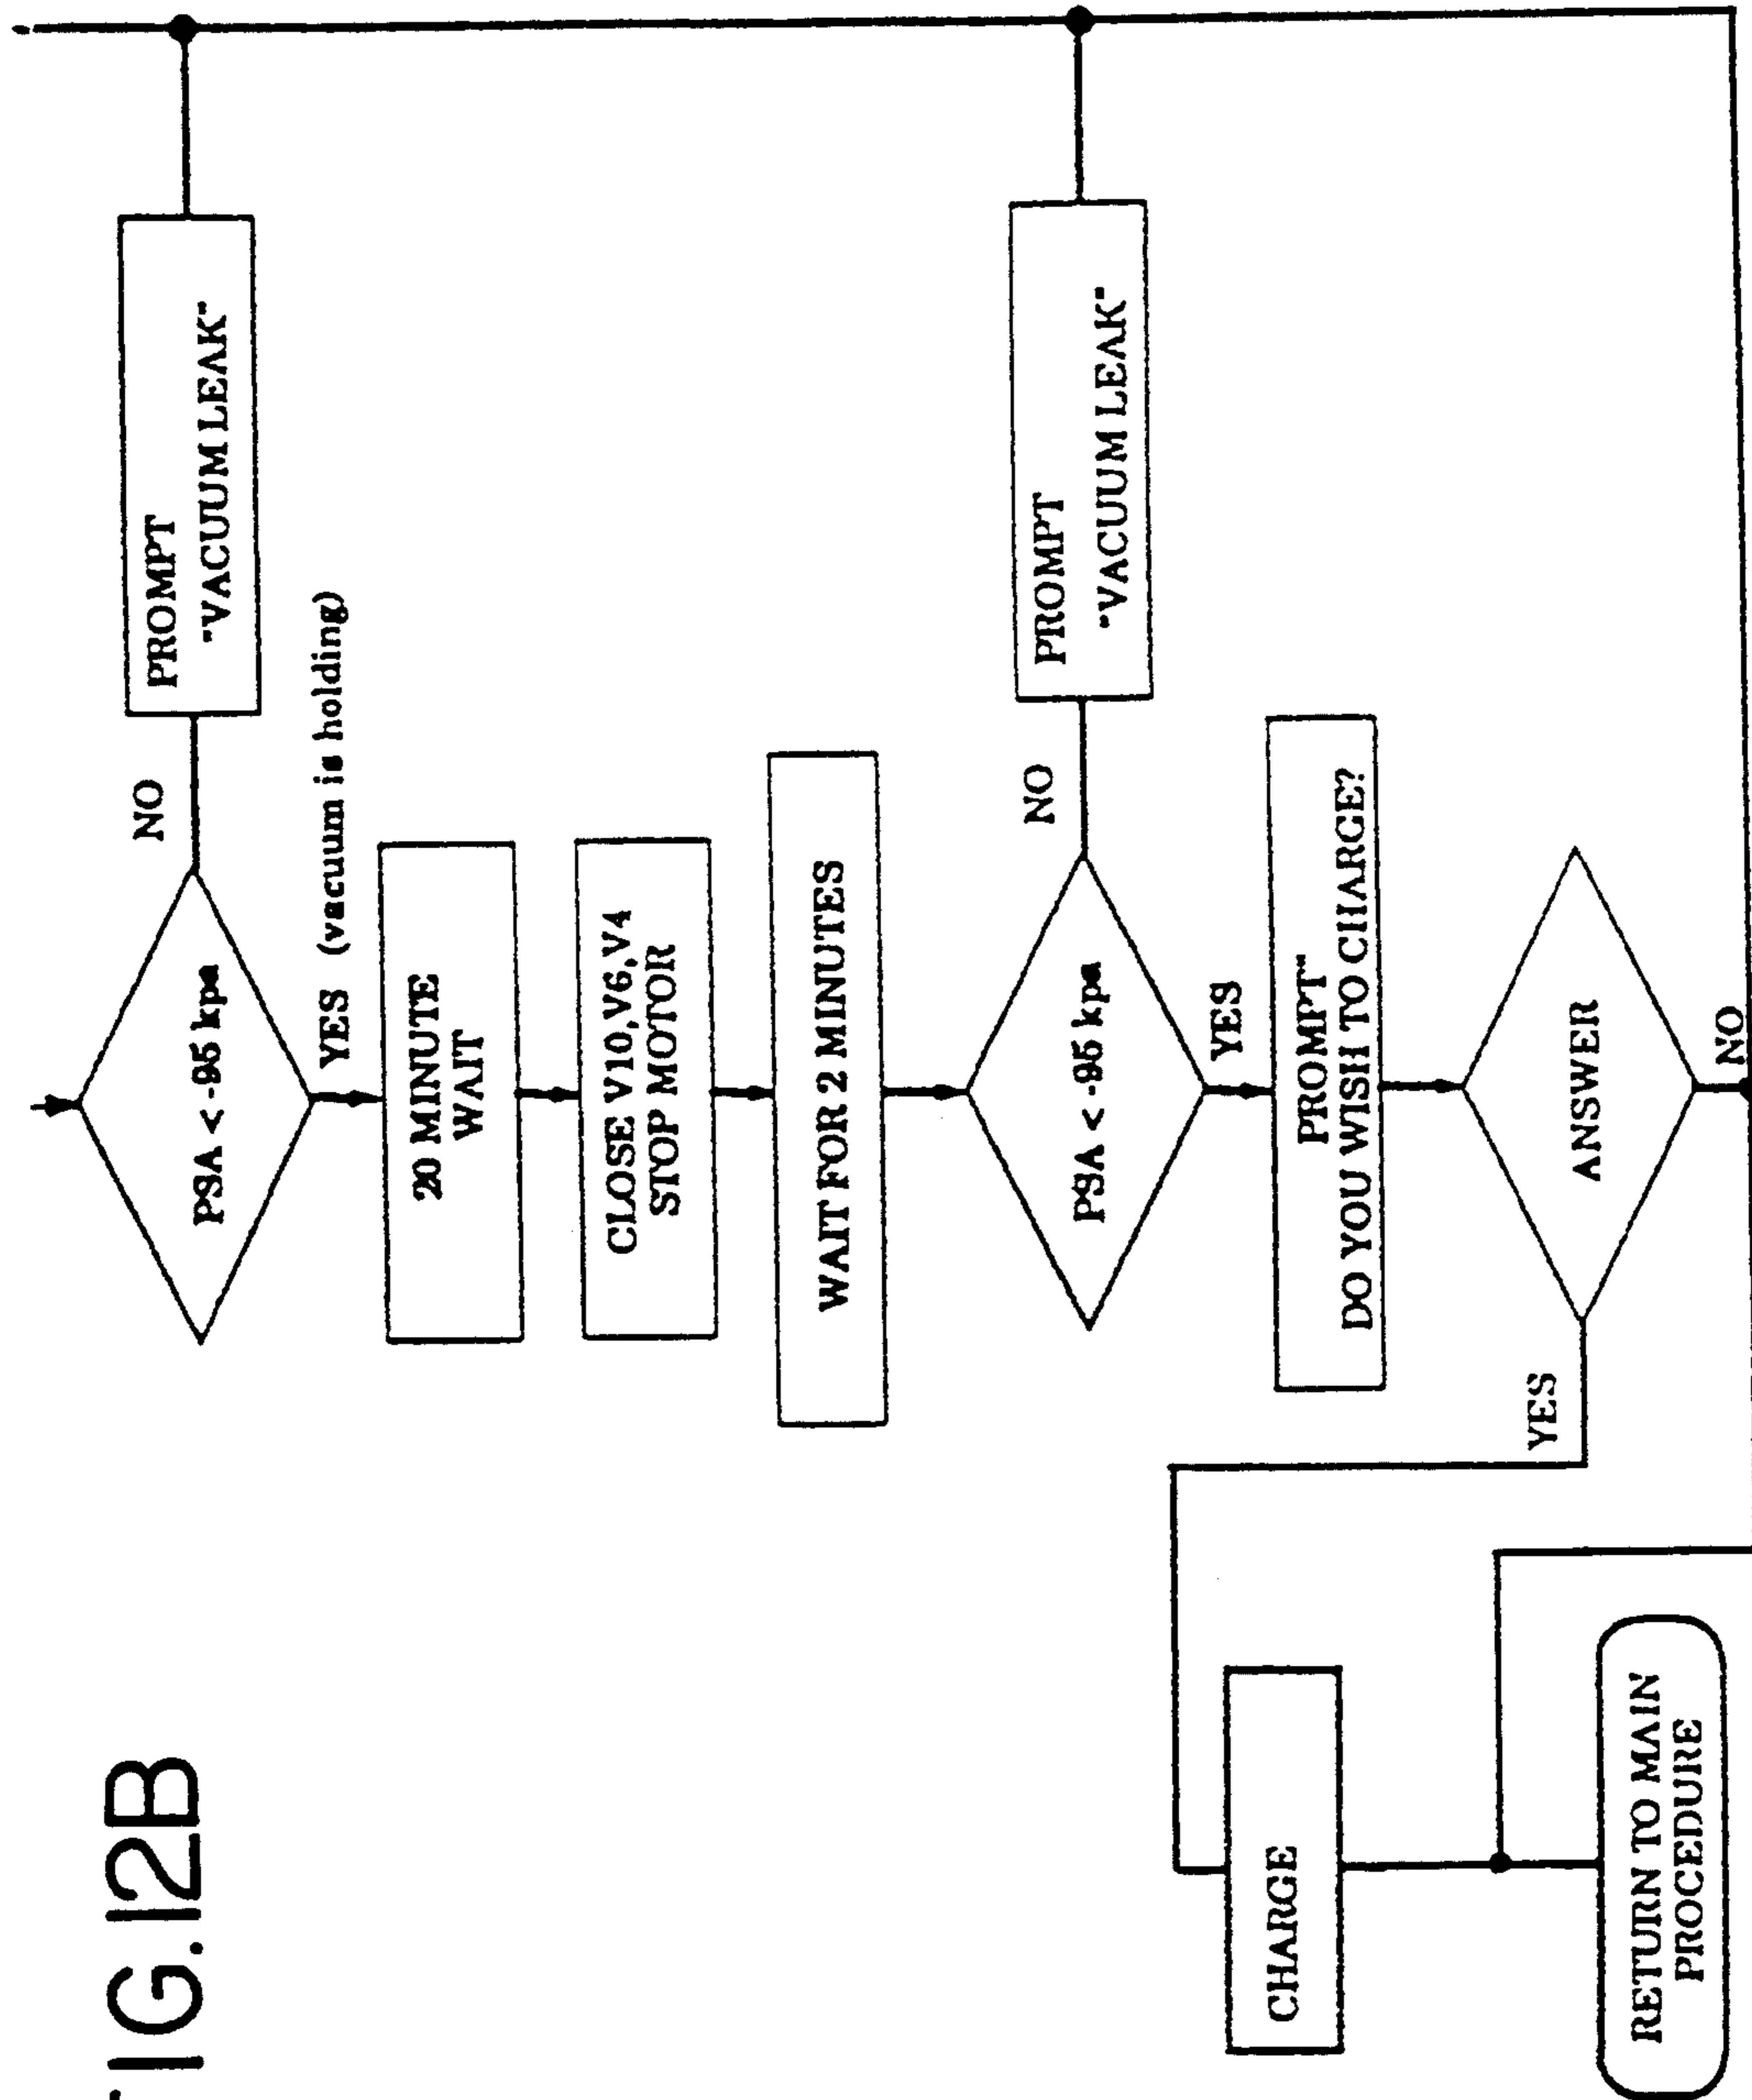 FIG.12B
PSA < -95 kpa
NO
PROMPT
"VACUUM LEAK"
YES (vacuum is holding)
20 MINUTE
WAIT
CLOSE V10,V6,V4
STOP MOTOR
WAIT FOR 2 MINUTES
PSA < -95 kpa
NO
PROMPT
"VACUUM LEAK"
YES
PROMPT"
DO YOU WISH TO CHARGE?
ANSWER
YES
NO
CHARGE
RETURN TO MAIN
PROCEDURE